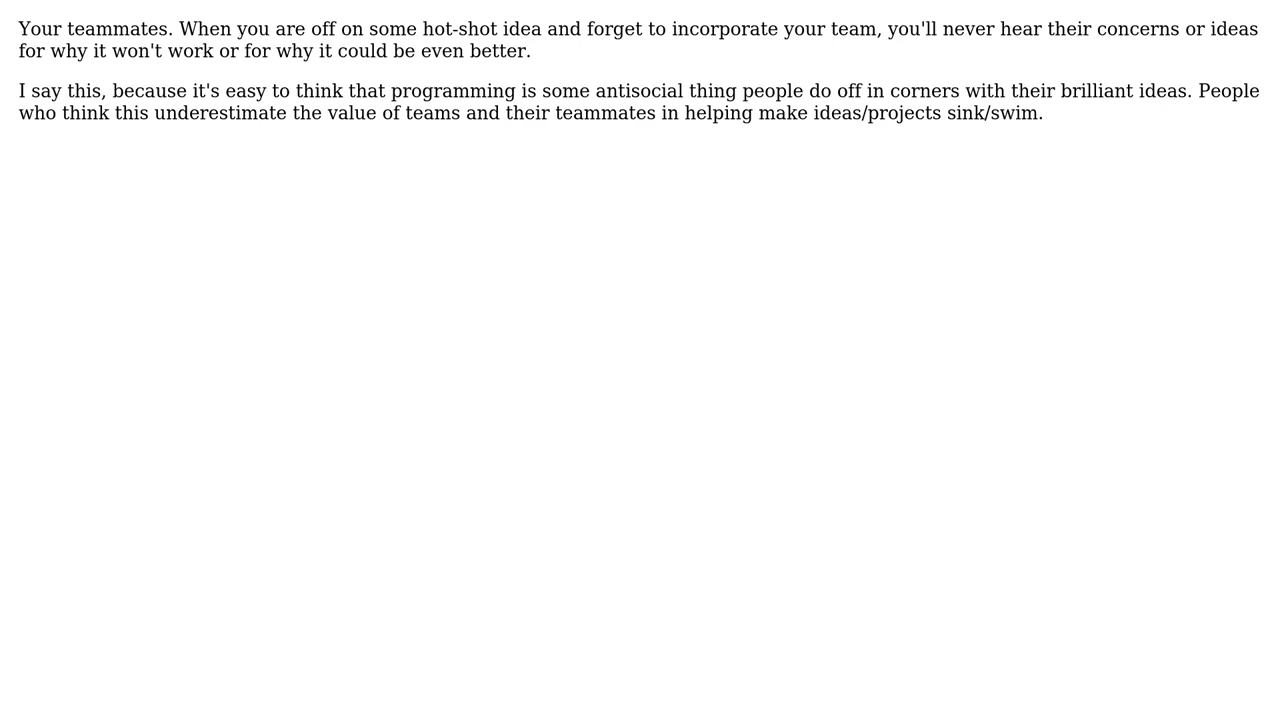 Your teammates. When you are off on some hot-shot idea and forget to incorporate your team, you'll never hear their concerns or ideas
for why it won't work or for why it could be even better.
I say this, because it's easy to think that programming is some antisocial thing people do off in corners with their brilliant ideas. People
who think this underestimate the value of teams and their teammates in helping make ideas/projects sink/swim.